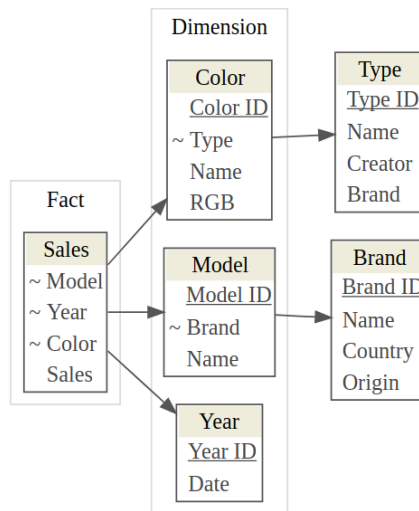 Dimension
Color
Color ID
~ Type
Name
RGB
Type
Type ID
Name
Creator
Brand
Fact
Sales
~ Model
~ Year
~ Color
Sales
Model
Model ID
~ Brand
Name
Brand
Brand ID
Name
Country
Origin
Year
Year ID
Date